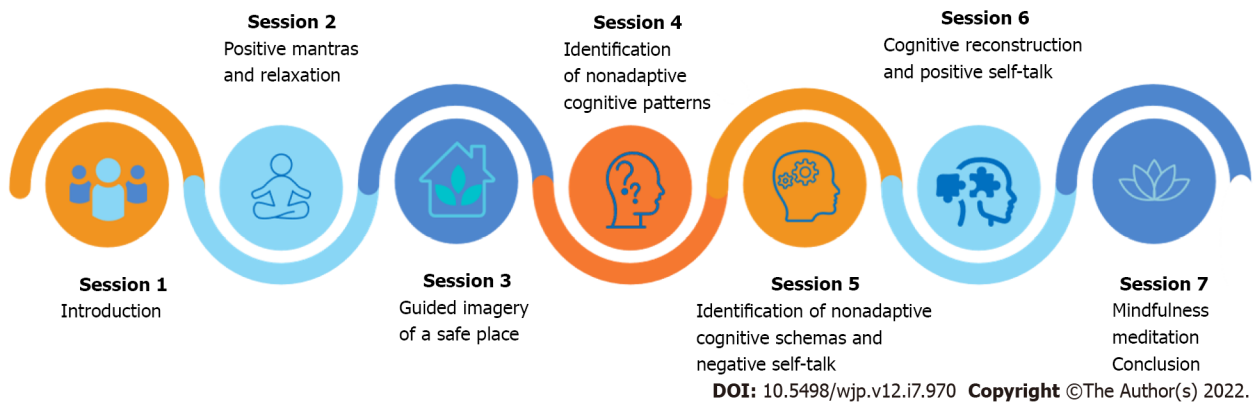 Session 1
Introduction
Session 2
Positive mantras
and relaxation
Session 3
Guided imagery
of a safe place
Session 4
Identification
of nonadaptive
cognitive patterns
Session 5
Identification of nonadaptive
cognitive schemas and
negative self-talk
Session 6
Cognitive reconstruction
and positive self-talk
Session 7
Mindfulness
meditation
Conclusion
DOI: 10.5498/wjp.v12.i7.970 Copyright ©The Author(s) 2022.